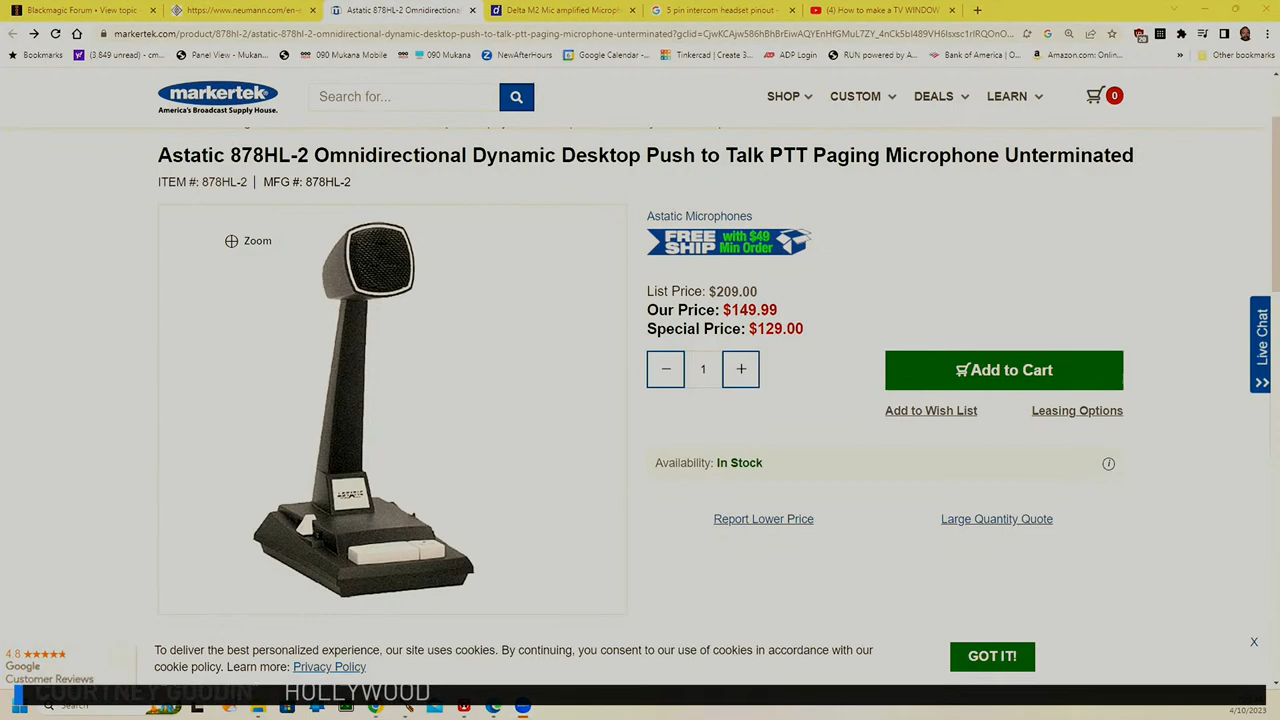 Blackmagic Forum • View topic
https://www.neumann.com/en-
Astatic 878HL-2 Omnidirectional
Delta M2 Mic amplified Microph
5 pin intercom headset pinout -
(4) How to make a TV WINDOW
markertek.com/product/878hl-2/astatic-878hl-2-omnidirectional-dynamic-desktop-push-to-talk-ptt-paging-microphone-unterminated?gclid=
Bookmarks
(3,849 unread) - cm...
Panel View - Mukan...
090 Mukana Mobile
090 Mukana
NewAfterHours
Google Calendar -...
Tinkercad | Create 3...
ADP Login
RUN powered by A...
Bank of America | O...
Amazon.com: Onlin...
»
Other bookmarks
markertek
America's Broadcast Supply House.
Search for...
SHOP
CUSTOM
DEALS
LEARN
0
Astatic 878HL-2 Omnidirectional Dynamic Desktop Push to Talk PTT Paging Microphone Unterminated
ITEM #: 878HL-2 | MFG #: 878HL-2
Zoom
ASTATIC
Astatic Microphones
FREE SHIP with $49 Min Order
List Price: $209.00
Our Price: $149.99
Special Price: $129.00
− 1 +
Add to Cart
Add to Wish List
Leasing Options
Availability: In Stock
Report Lower Price
Large Quantity Quote
Live Chat
To deliver the best personalized experience, our site uses cookies. By continuing, you consent to our use of cookies in accordance with our
cookie policy. Learn more: Privacy Policy
GOT IT!
X
4.8 ★★★★★
Google
Customer Reviews
COURTNEY GOODIN
HOLLYWOOD
Search
4/10/2023